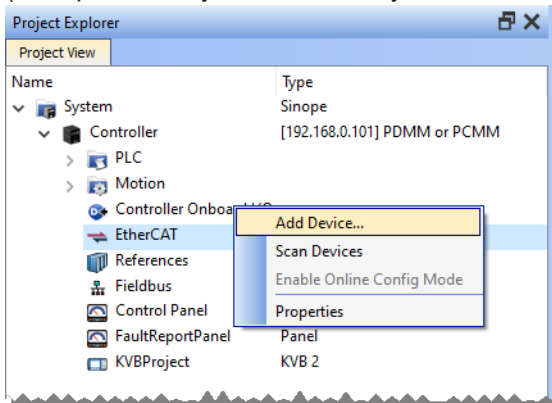 Project Explorer
Project View
Name Type
System Sinope
Controller [192.168.0.101] PDMM or PCMM
PLC
Motion
Controller Onboard
EtherCAT
Add Device...
Scan Devices
Enable Online Config Mode
Properties
References
Fieldbus
Control Panel
FaultReportPanel Panel
KVBProject KVB 2